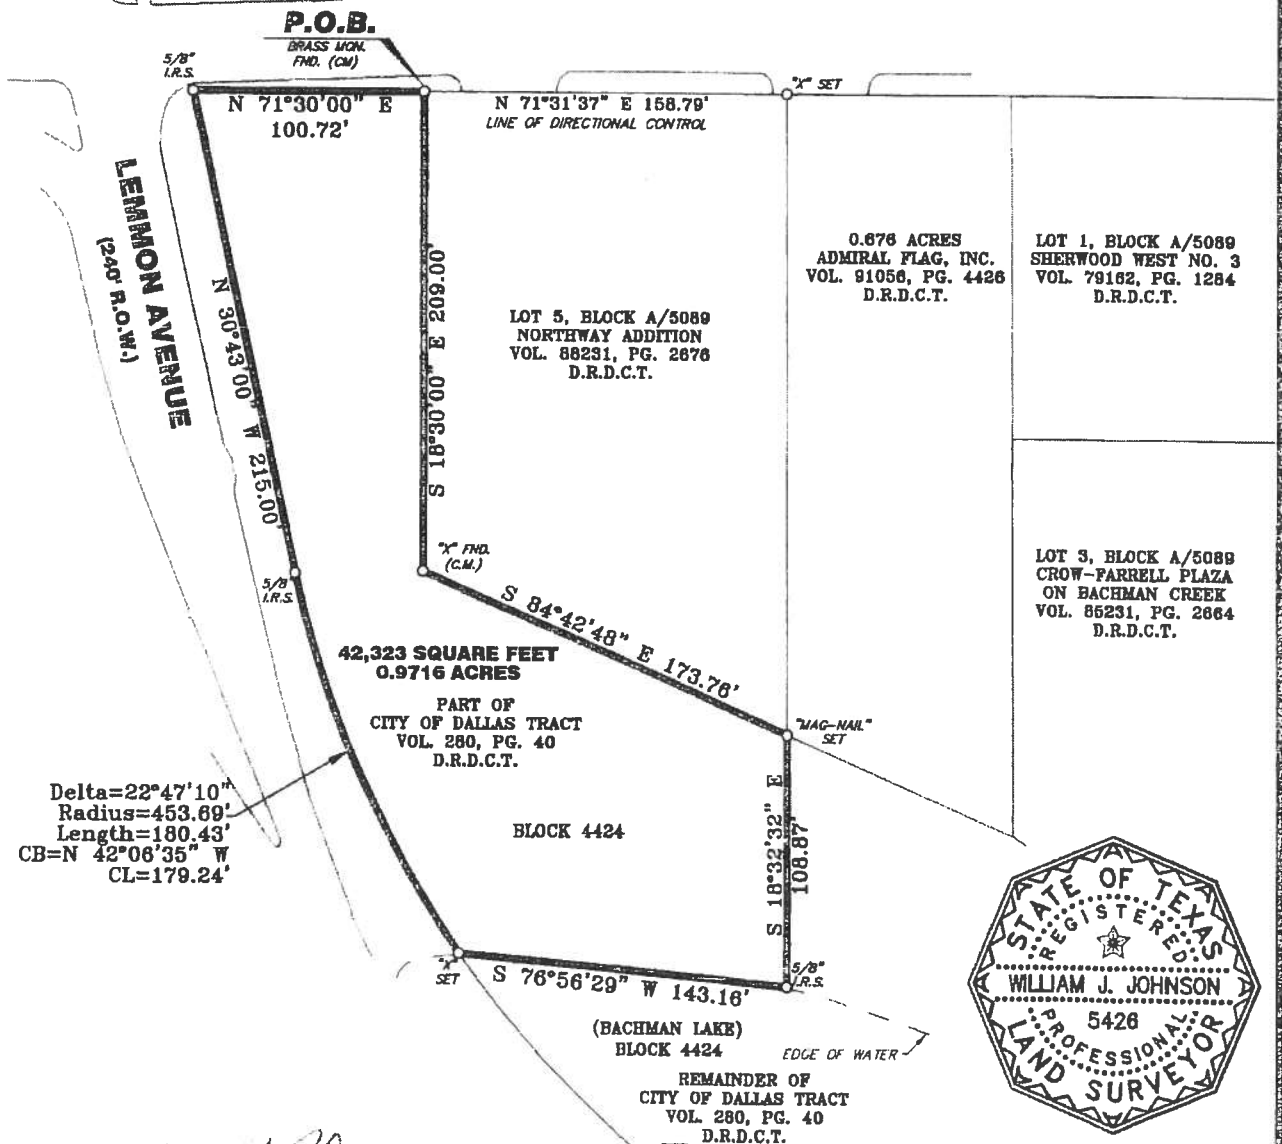 P.O.B.
BRASS MON.
FND. (CM)
5/8"
I.R.S.
"X" SET
N 71°30'00" E
100.72'
N 71°31'37" E 158.79'
LINE OF DIRECTIONAL CONTROL
LEMMON AVENUE
(240' R.O.W.)
N 30°43'00" W 215.00'
S 18°30'00" E 209.00'
LOT 5, BLOCK A/5089
NORTHWAY ADDITION
VOL. 88231, PG. 2676
D.R.D.C.T.
0.676 ACRES
ADMIRAL FLAG, INC.
VOL. 91056, PG. 4426
D.R.D.C.T.
LOT 1, BLOCK A/5089
SHERWOOD WEST NO. 3
VOL. 79162, PG. 1284
D.R.D.C.T.
"X" FND.
(C.M.)
5/8
I.R.S.
S 84°42'48" E 173.76'
LOT 3, BLOCK A/5089
CROW-FARRELL PLAZA
ON BACHMAN CREEK
VOL. 85231, PG. 2664
D.R.D.C.T.
42,323 SQUARE FEET
0.9716 ACRES
PART OF
CITY OF DALLAS TRACT
VOL. 280, PG. 40
D.R.D.C.T.
"MAG-NAIL"
SET
Delta=22°47'10"
Radius=453.69'
Length=180.43'
CB=N 42°06'35" W
CL=179.24'
BLOCK 4424
S 18°32'32" E
108.87'
"X"
SET
S 76°56'29" W 143.16'
5/8"
I.R.S.
(BACHMAN LAKE)
BLOCK 4424
EDGE OF WATER
REMAINDER OF
CITY OF DALLAS TRACT
VOL. 280, PG. 40
D.R.D.C.T.
STATE OF TEXAS
REGISTERED
WILLIAM J. JOHNSON
5426
PROFESSIONAL
LAND SURVEYOR